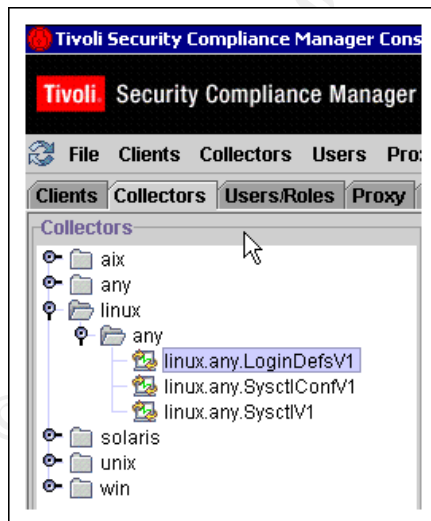 Tivoli Security Compliance Manager Cons
Tivoli. Security Compliance Manager
File Clients Collectors Users Pro
Clients Collectors Users/Roles Proxy
Collectors
aix
any
linux
any
linux.any.LoginDefsV1
linux.any.SysctlConfV1
linux.any.SysctlV1
solaris
unix
win